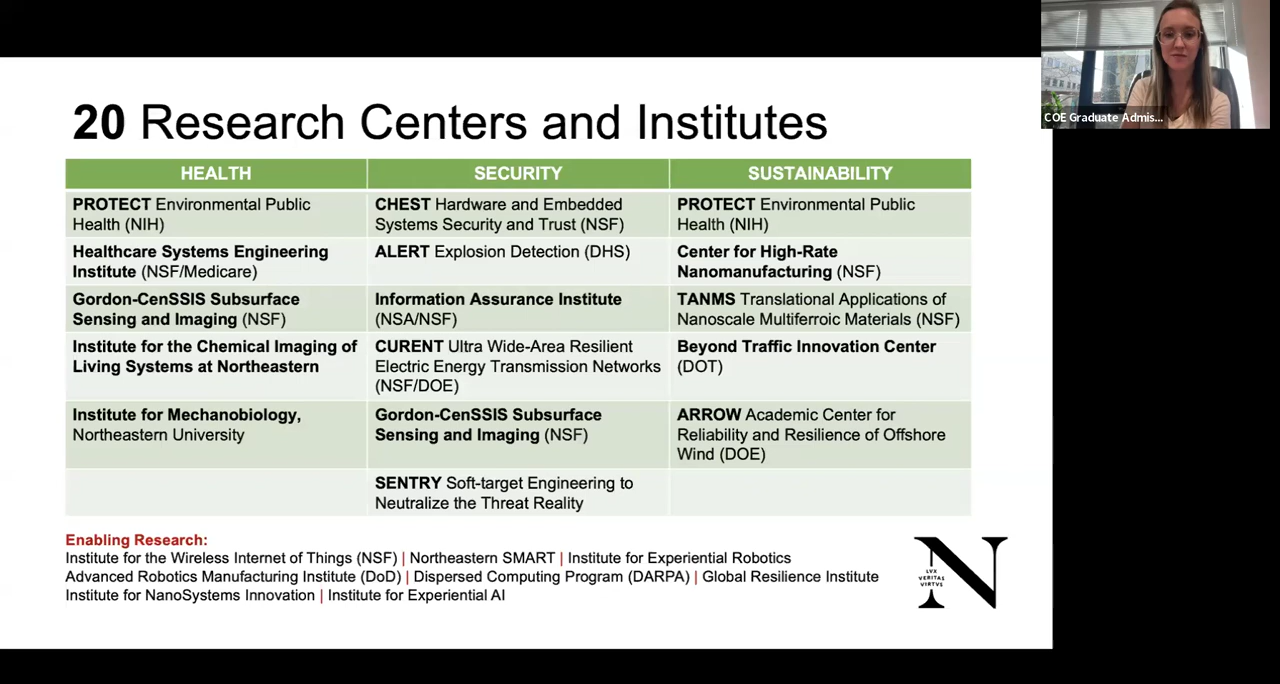 COE Graduate Admis...
20 Research Centers and Institutes
HEALTH
SECURITY
SUSTAINABILITY
PROTECT Environmental Public
Health (NIH)
CHEST Hardware and Embedded
Systems Security and Trust (NSF)
PROTECT Environmental Public
Health (NIH)
Healthcare Systems Engineering
Institute (NSF/Medicare)
ALERT Explosion Detection (DHS)
Center for High-Rate
Nanomanufacturing (NSF)
Gordon-CenSSIS Subsurface
Sensing and Imaging (NSF)
Information Assurance Institute
(NSA/NSF)
TANMS Translational Applications of
Nanoscale Multiferroic Materials (NSF)
Institute for the Chemical Imaging of
Living Systems at Northeastern
CURENT Ultra Wide-Area Resilient
Electric Energy Transmission Networks
(NSF/DOE)
Beyond Traffic Innovation Center
(DOT)
Institute for Mechanobiology,
Northeastern University
Gordon-CenSSIS Subsurface
Sensing and Imaging (NSF)
ARROW Academic Center for
Reliability and Resilience of Offshore
Wind (DOE)
SENTRY Soft-target Engineering to
Neutralize the Threat Reality
Enabling Research:
Institute for the Wireless Internet of Things (NSF) | Northeastern SMART | Institute for Experiential Robotics
Advanced Robotics Manufacturing Institute (DoD) | Dispersed Computing Program (DARPA) | Global Resilience Institute
Institute for NanoSystems Innovation | Institute for Experiential AI
N
LVX
VERITAS
VIRTVS